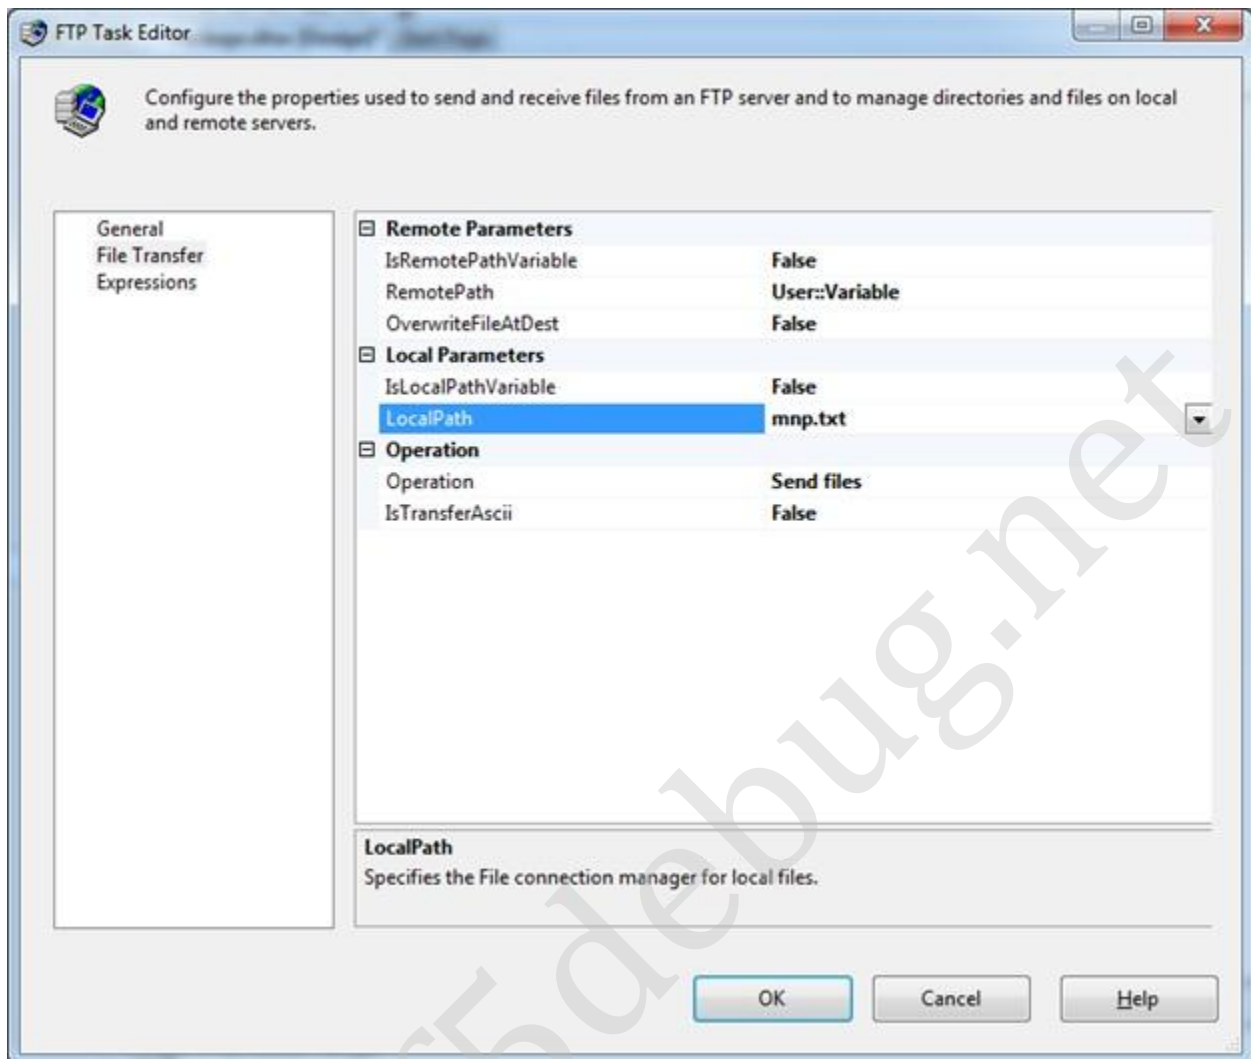 FTP Task Editor
Configure the properties used to send and receive files from an FTP server and to manage directories and files on local
and remote servers.
General
File Transfer
Expressions
Remote Parameters
IsRemotePathVariable False
RemotePath User::Variable
OverwriteFileAtDest False
Local Parameters
IsLocalPathVariable False
LocalPath mnp.txt
Operation
Operation Send files
IsTransferAscii False
LocalPath
Specifies the File connection manager for local files.
OK Cancel Help
f5debug.net